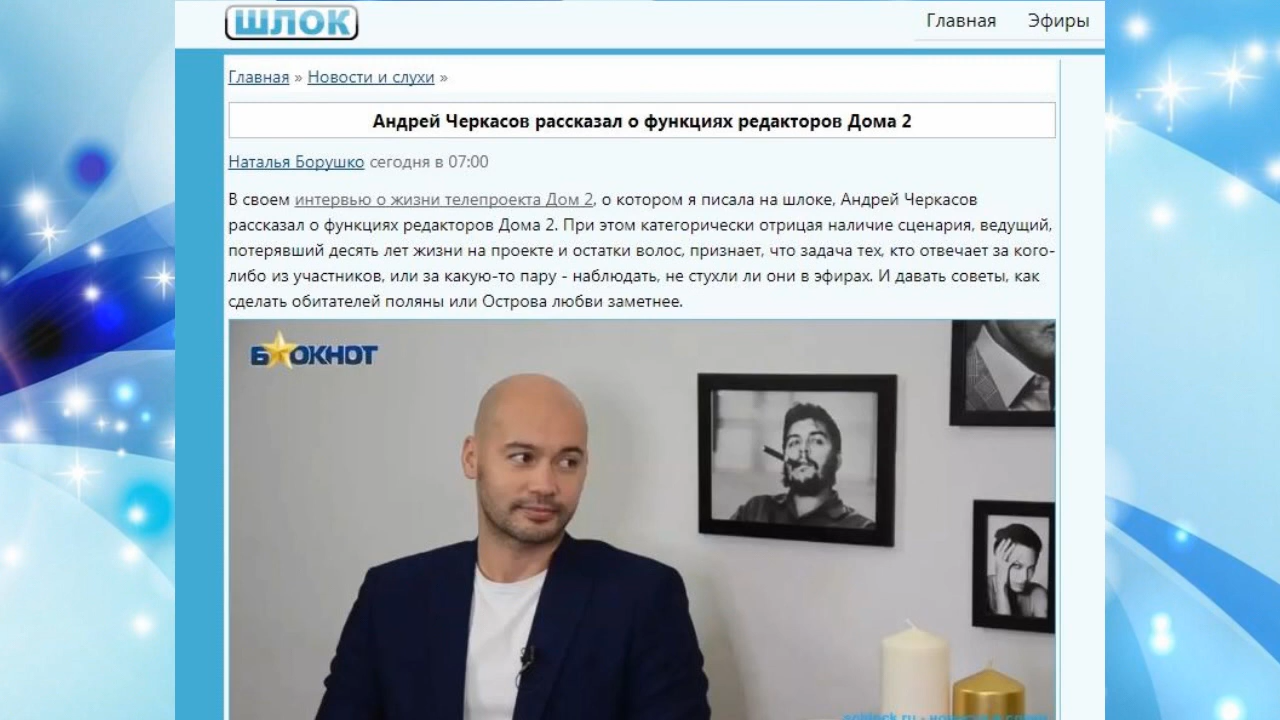 ШЛОК
Главная Эфиры
Главная » Новости и слухи »
Андрей Черкасов рассказал о функциях редакторов Дома 2
Наталья Борушко сегодня в 07:00
В своем интервью о жизни телепроекта Дом 2, о котором я писала на шлоке, Андрей Черкасов
рассказал о функциях редакторов Дома 2. При этом категорически отрицая наличие сценария, ведущий,
потерявший десять лет жизни на проекте и остатки волос, признает, что задача тех, кто отвечает за кого-
либо из участников, или за какую-то пару - наблюдать, не стухли ли они в эфирах. И давать советы, как
сделать обитателей поляны или Острова любви заметнее.
БЛОКНОТ